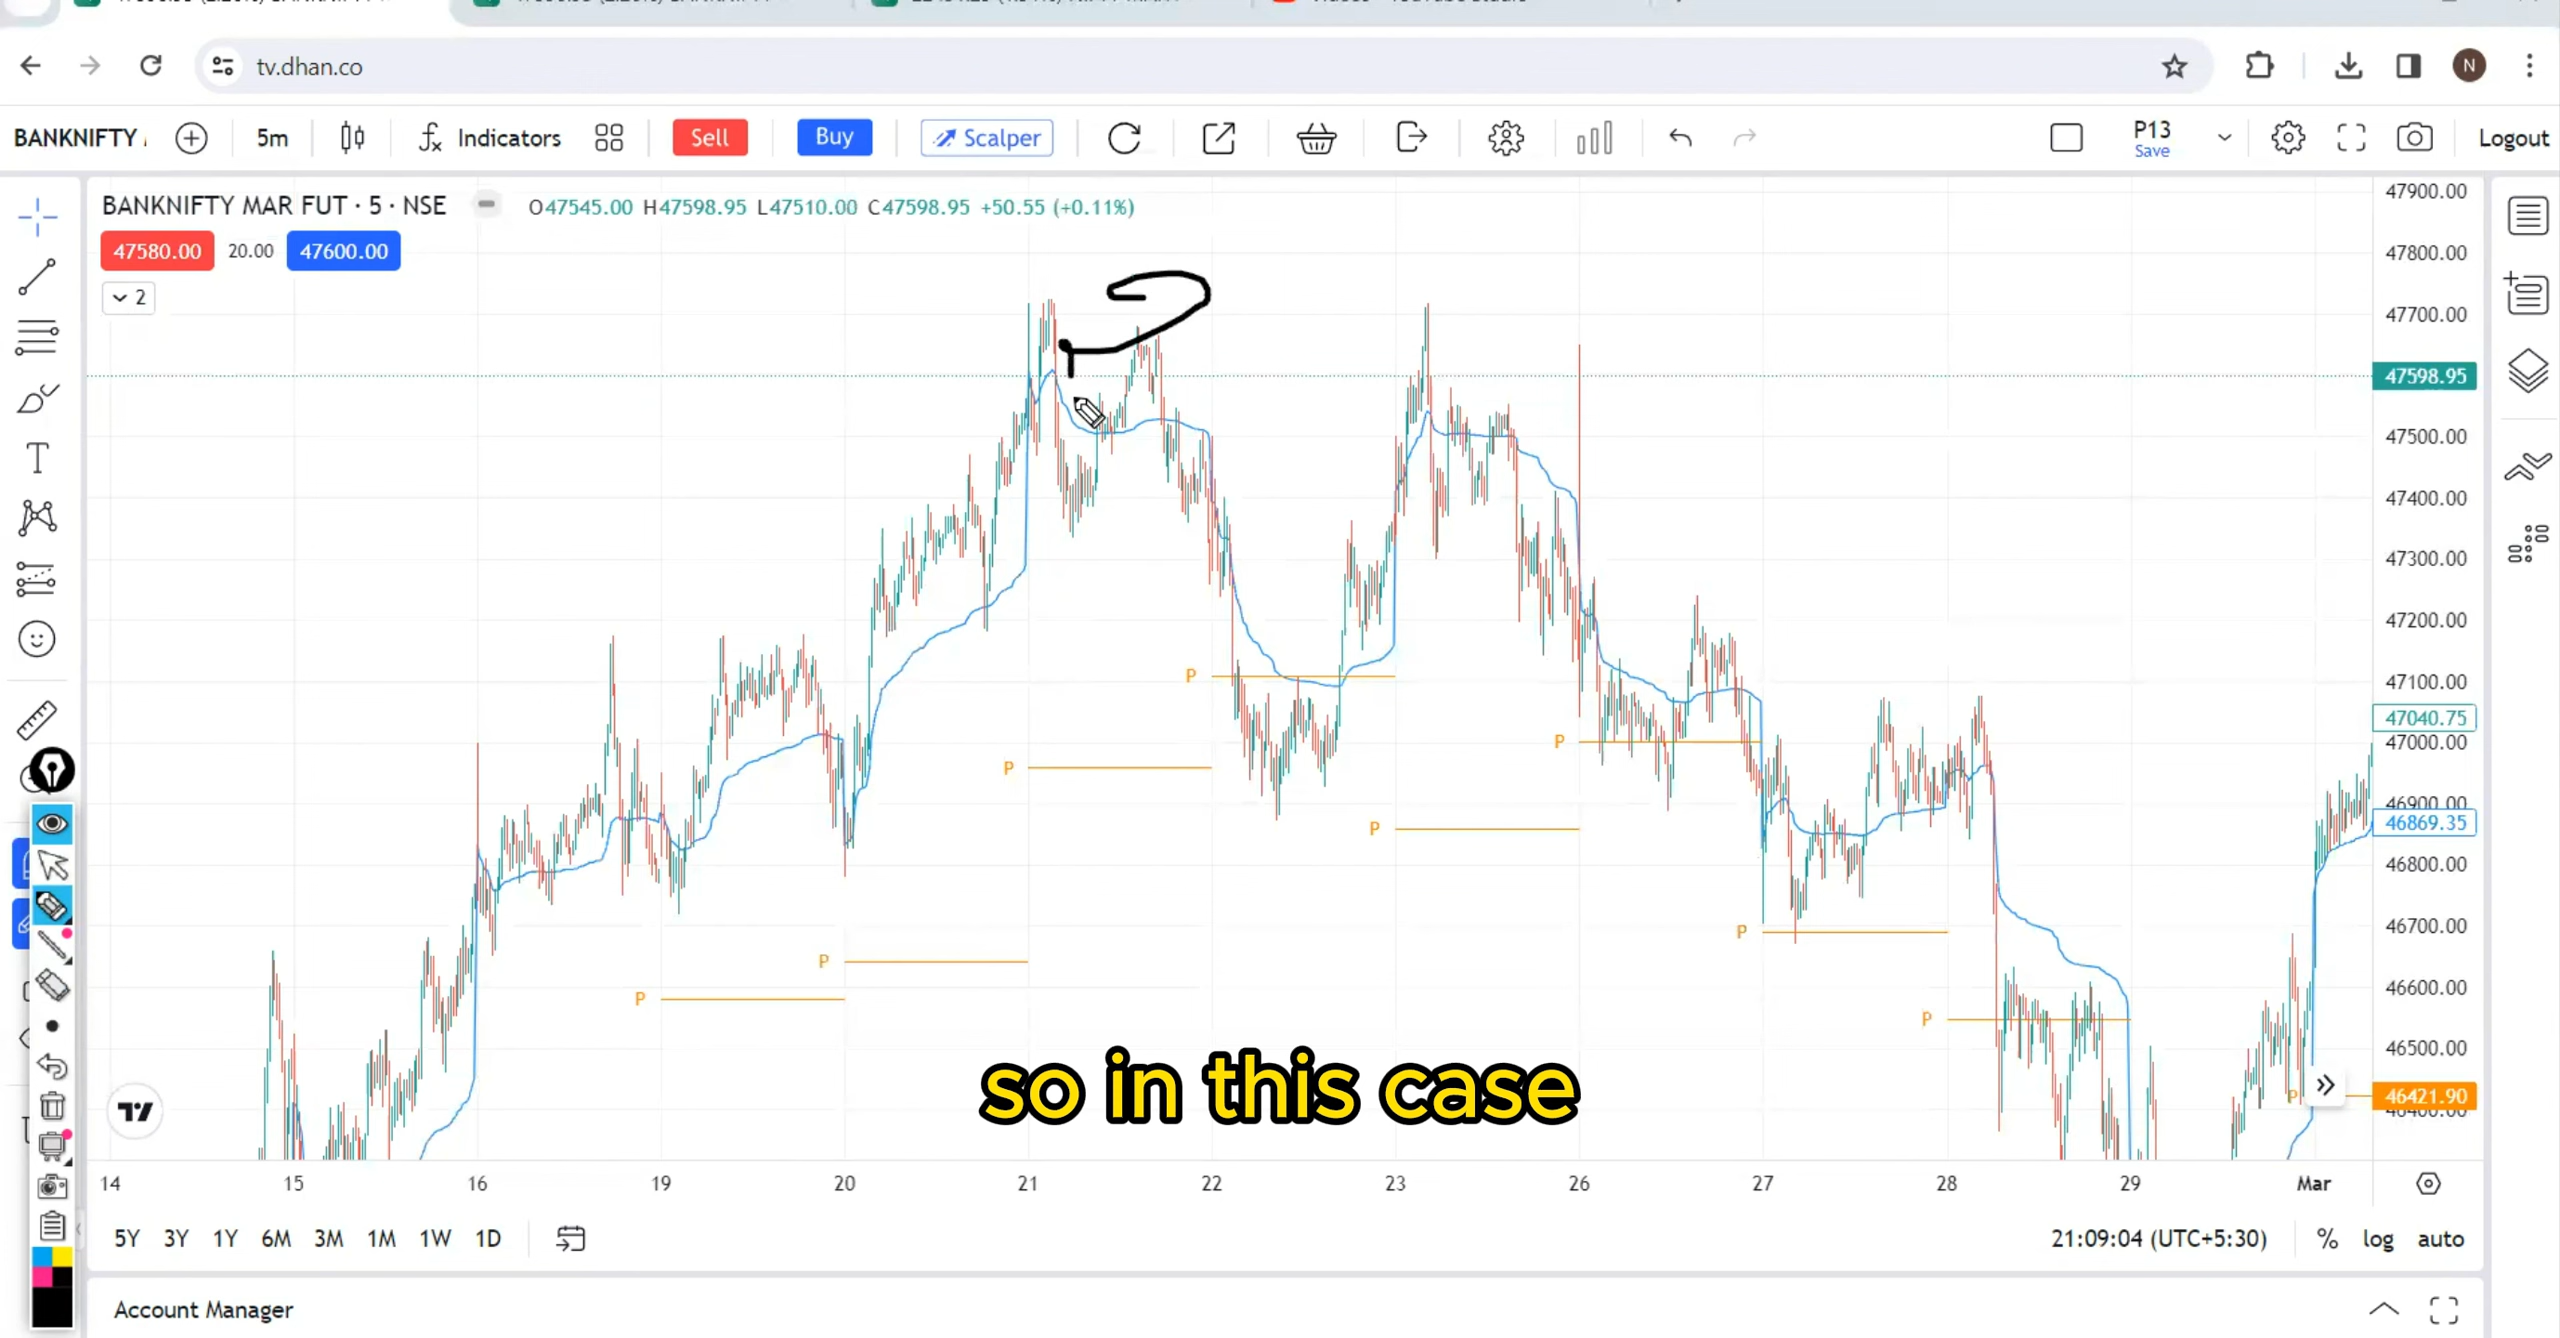 tv.dhan.co
N
BANKNIFTY
5m
Indicators
Sell
Buy
Scalper
P13
Save
Logout
BANKNIFTY MAR FUT · 5 · NSE
O47545.00 H47598.95 L47510.00 C47598.95 +50.55 (+0.11%)
47580.00 20.00 47600.00
2
47900.00
47800.00
47700.00
47598.95
47500.00
47400.00
47300.00
47200.00
47100.00
47040.75
47000.00
46900.00
46869.35
46800.00
46700.00
46600.00
46500.00
46421.90
46400.00
P
P
P
P
P
P
P
P
P
so in this case
14 15 16 19 20 21 22 23 26 27 28 29 Mar
5Y 3Y 1Y 6M 3M 1M 1W 1D
21:09:04 (UTC+5:30) % log auto
Account Manager